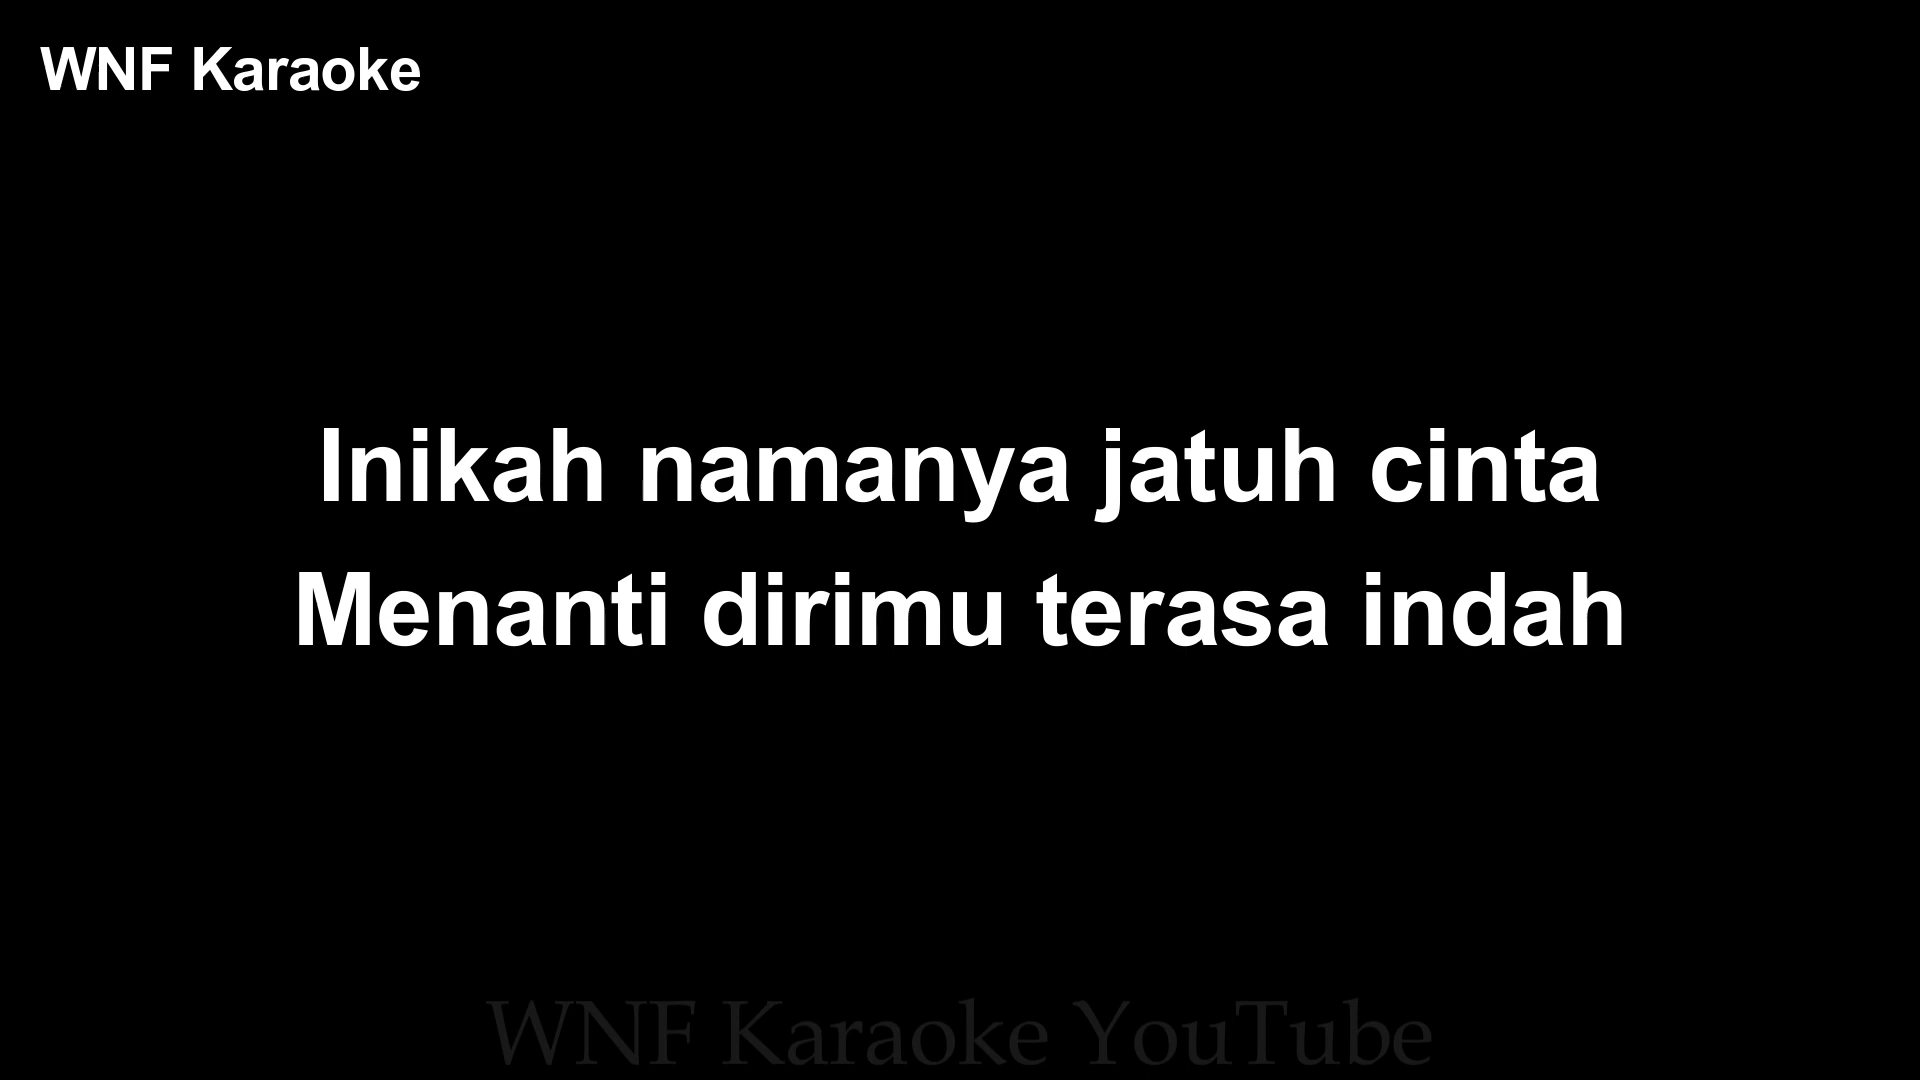 WNF Karaoke
Inikah namanya jatuh cinta
Menanti dirimu terasa indah
WNF Karaoke YouTube